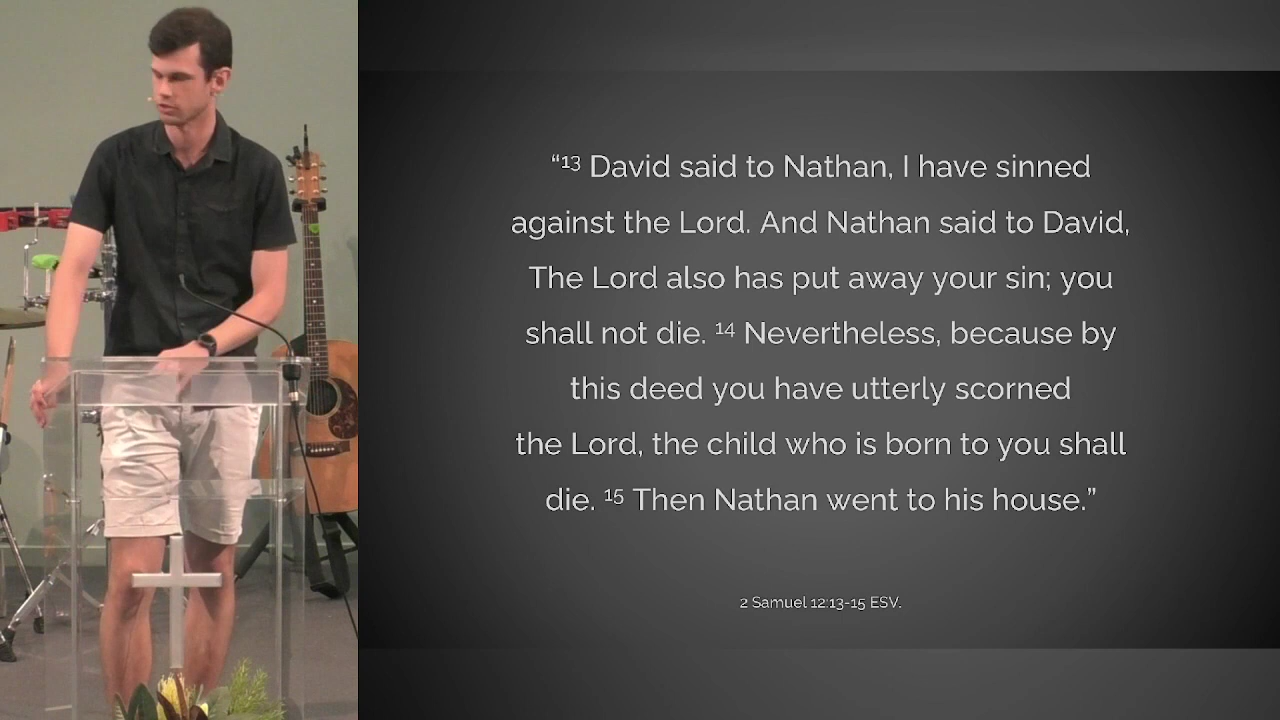 “¹³ David said to Nathan, I have sinned
against the Lord. And Nathan said to David,
The Lord also has put away your sin; you
shall not die. ¹⁴ Nevertheless, because by
this deed you have utterly scorned
the Lord, the child who is born to you shall
die. ¹⁵ Then Nathan went to his house.”
2 Samuel 12:13-15 ESV.